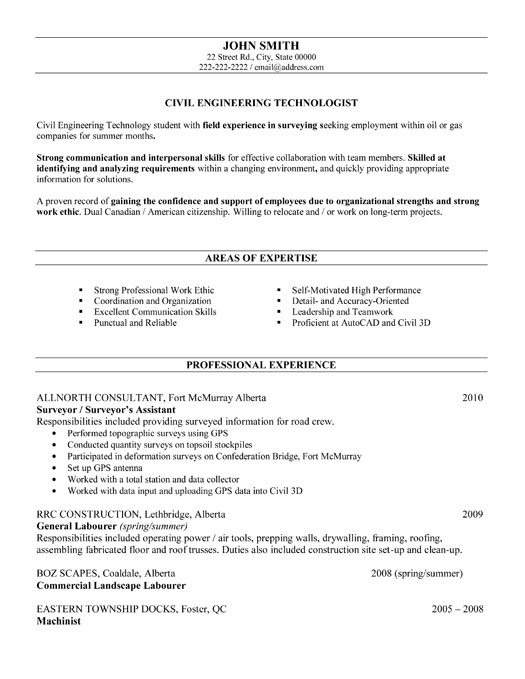 JOHN SMITH
22 Street Rd., City, State 00000
222-222-2222 / email@address.com
CIVIL ENGINEERING TECHNOLOGIST
Civil Engineering Technology student with field experience in surveying seeking employment within oil or gas
companies for summer months.
Strong communication and interpersonal skills for effective collaboration with team members. Skilled at
identifying and analyzing requirements within a changing environment, and quickly providing appropriate
information for solutions.
A proven record of gaining the confidence and support of employees due to organizational strengths and strong
work ethic. Dual Canadian / American citizenship. Willing to relocate and / or work on long-term projects.
AREAS OF EXPERTISE
▪ Strong Professional Work Ethic
▪ Coordination and Organization
▪ Excellent Communication Skills
▪ Punctual and Reliable
▪ Self-Motivated High Performance
▪ Detail- and Accuracy-Oriented
▪ Leadership and Teamwork
▪ Proficient at AutoCAD and Civil 3D
PROFESSIONAL EXPERIENCE
ALLNORTH CONSULTANT, Fort McMurray Alberta 2010
Surveyor / Surveyor's Assistant
Responsibilities included providing surveyed information for road crew.
• Performed topographic surveys using GPS
• Conducted quantity surveys on topsoil stockpiles
• Participated in deformation surveys on Confederation Bridge, Fort McMurray
• Set up GPS antenna
• Worked with a total station and data collector
• Worked with data input and uploading GPS data into Civil 3D
RRC CONSTRUCTION, Lethbridge, Alberta 2009
General Labourer (spring/summer)
Responsibilities included operating power / air tools, prepping walls, drywalling, framing, roofing,
assembling fabricated floor and roof trusses. Duties also included construction site set-up and clean-up.
BOZ SCAPES, Coaldale, Alberta 2008 (spring/summer)
Commercial Landscape Labourer
EASTERN TOWNSHIP DOCKS, Foster, QC 2005 – 2008
Machinist